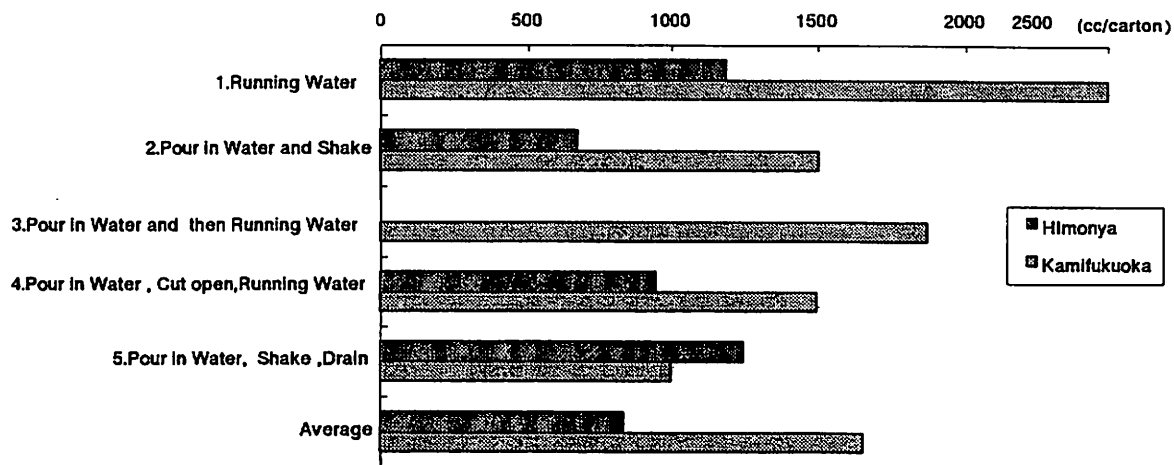 0 500 1000 1500 2000 2500 (cc/carton)
1.Running Water
2.Pour in Water and Shake
3.Pour in Water and then Running Water
4.Pour in Water , Cut open,Running Water
5.Pour in Water, Shake ,Drain
Average
Himonya
Kamifukuoka